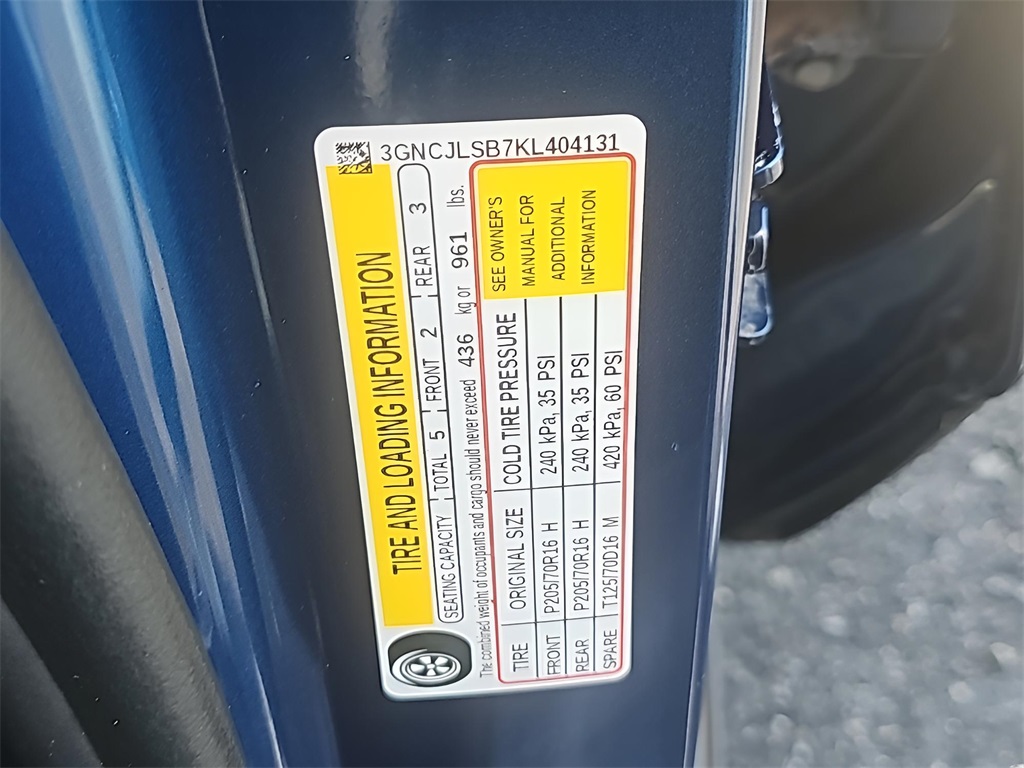 3GNCJLSB7KL404131
TIRE AND LOADING INFORMATION
SEATING CAPACITY TOTAL 5 FRONT 2 REAR 3
The combined weight of occupants and cargo should never exceed 436 kg or 961 lbs.
TIRE ORIGINAL SIZE COLD TIRE PRESSURE
FRONT P205/70R16 H 240 kPa, 35 PSI
REAR P205/70R16 H 240 kPa, 35 PSI
SPARE T125/70D16 M 420 kPa, 60 PSI
SEE OWNER'S
MANUAL FOR
ADDITIONAL
INFORMATION